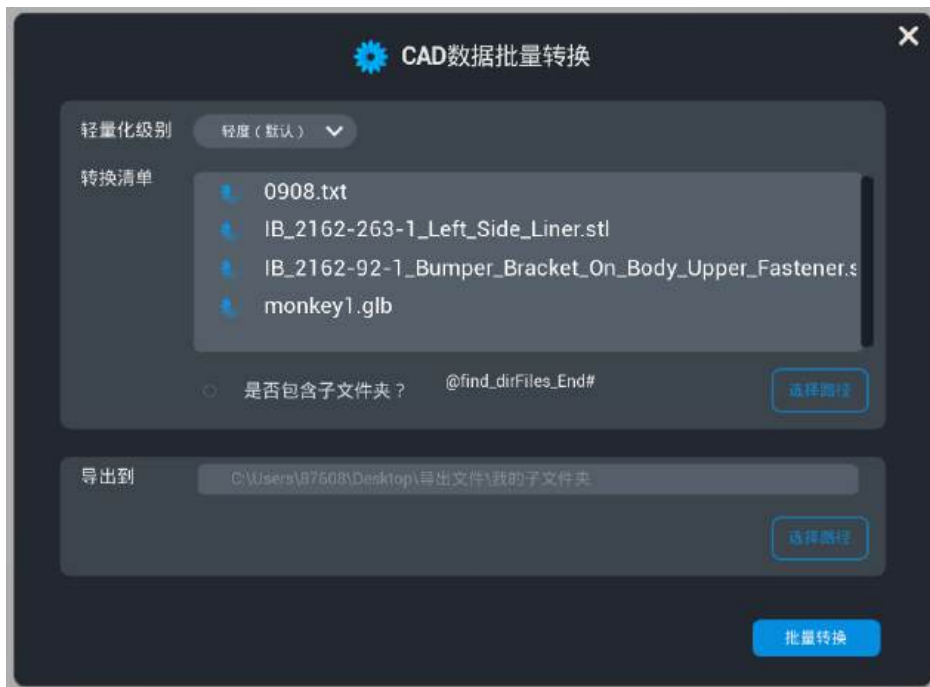 CAD数据批量转换
轻量化级别 轻度（默认）
转换清单
0908.txt
IB_2162-263-1_Left_Side_Liner.stl
IB_2162-92-1_Bumper_Bracket_On_Body_Upper_Fastener.s
monkey1.glb
是否包含子文件夹？ @find_dirFiles_End#
选择路径
导出到 C:\Users\87608\Desktop\导出文件\我的子文件夹
选择路径
批量转换